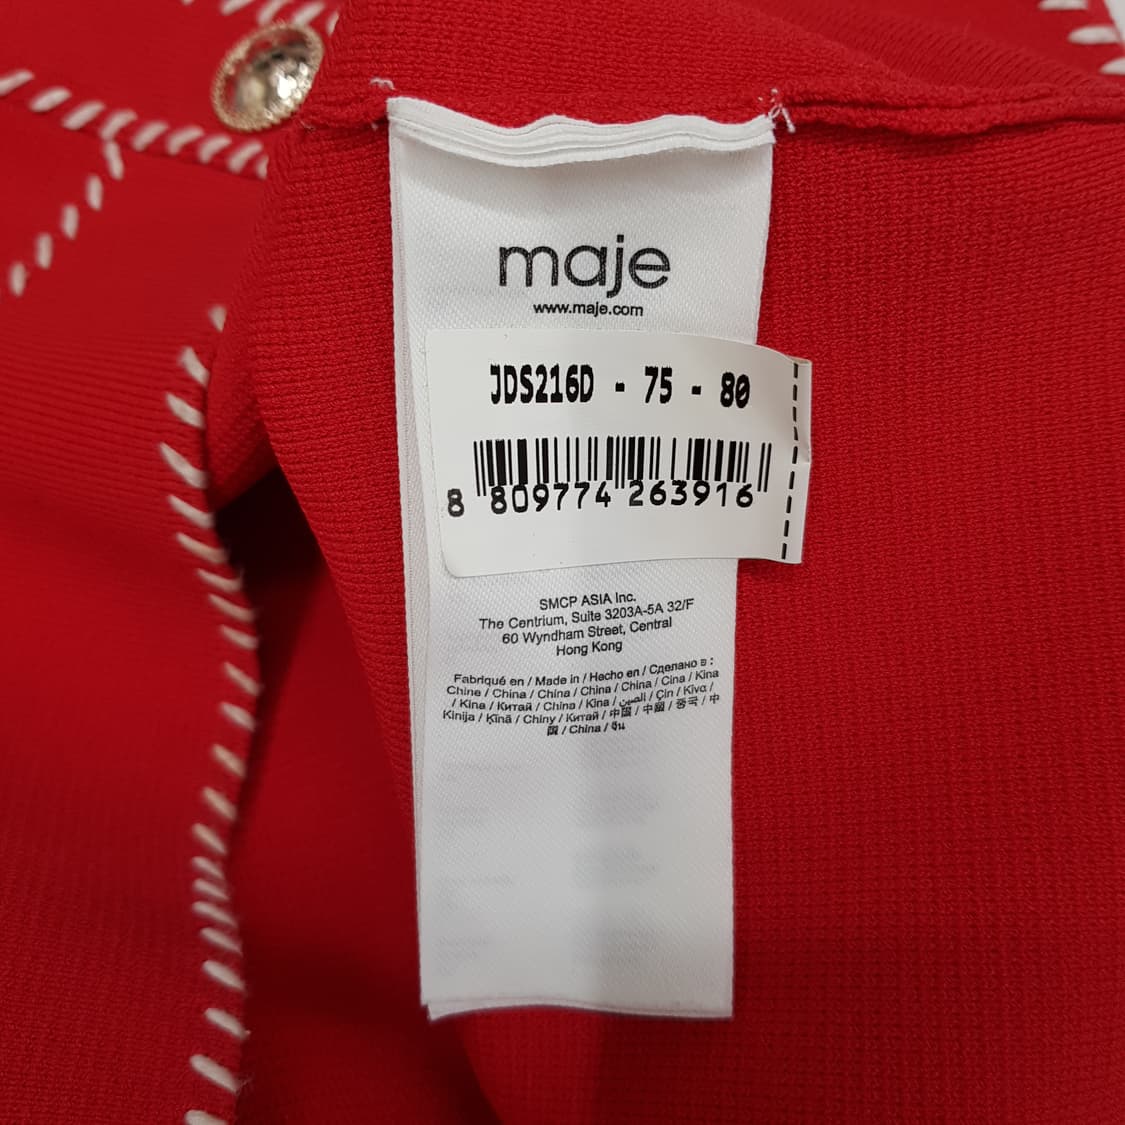 maje
www.maje.com
JDS216D - 75 - 80
8 809774 263916
SMCP ASIA Inc.
The Centrium, Suite 3203A-5A 32/F
60 Wyndham Street, Central
Hong Kong
Fabriqué en / Made in / Hecho en / Сделано в :
Chine / China / China / China / China / Cina / Kina
/ Kina / Китай / China / Kina / الصين / Çin / Κίνα /
Kinija / Ķīnā / Chiny / Китай / 中国 / 中國 / 중국 / 中
国 / China / จีน